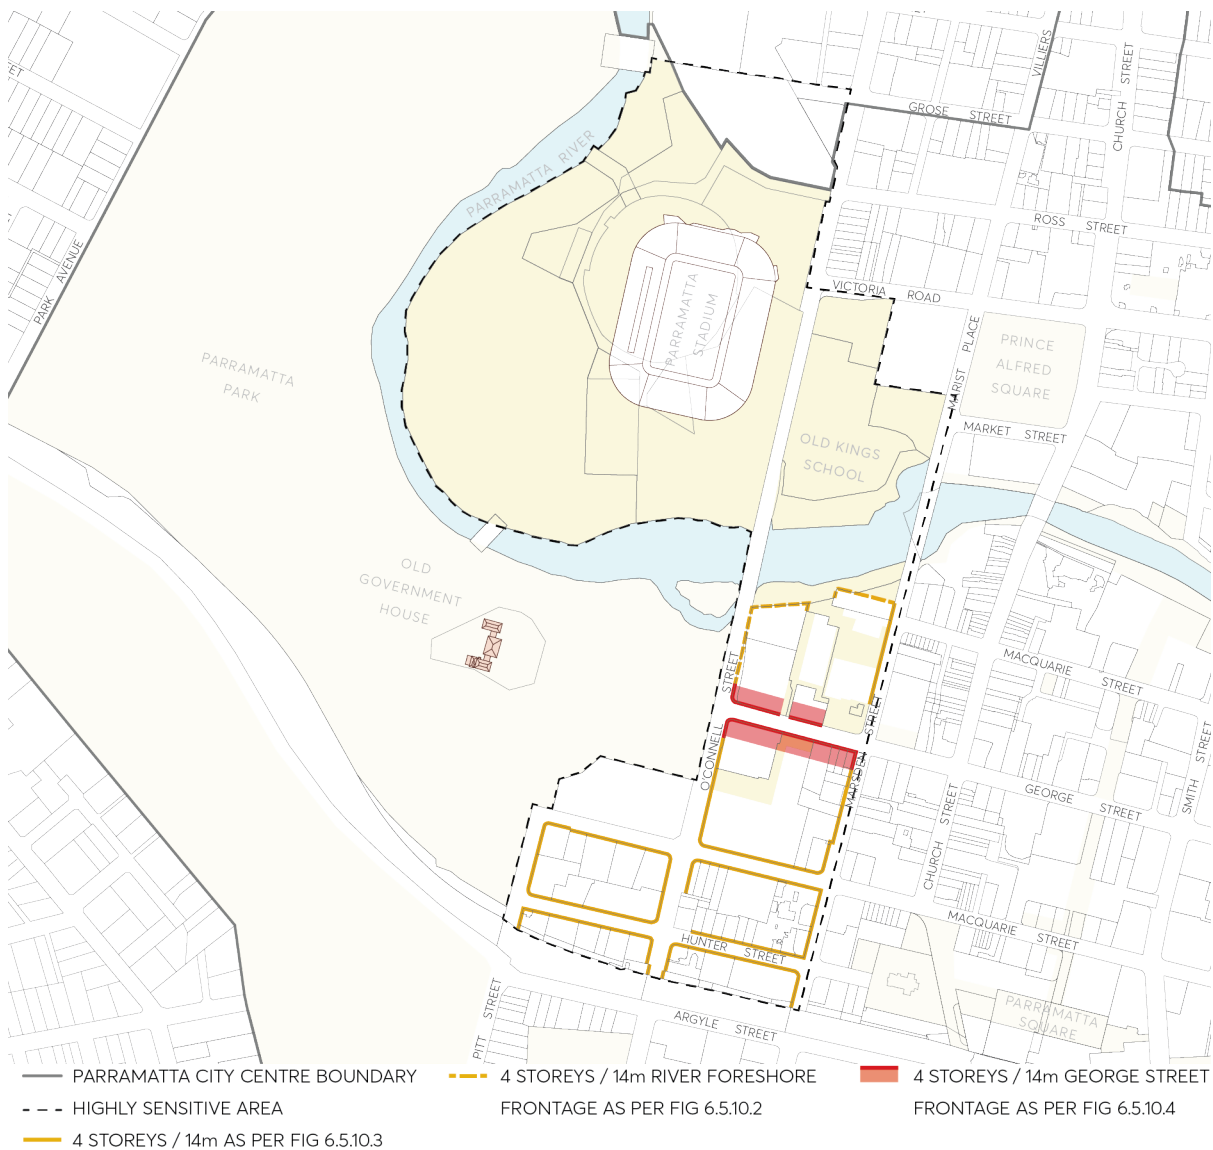 VILLIERS
CHURCH STREET
GROSE STREET
PARRAMATTA RIVER
ROSS STREET
PARK AVENUE
VICTORIA ROAD
PARRAMATTA
STADIUM
MARIST PLACE
PRINCE
ALFRED
SQUARE
PARRAMATTA
PARK
MARKET STREET
OLD KINGS
SCHOOL
OLD
GOVERNMENT
HOUSE
MACQUARIE STREET
O'CONNELL STREET
MARSDEN STREET
SMITH STREET
GEORGE STREET
CHURCH STREET
MACQUARIE STREET
HUNTER STREET
PARRAMATTA
SQUARE
PITT STREET
ARGYLE STREET
PARRAMATTA CITY CENTRE BOUNDARY
HIGHLY SENSITIVE AREA
4 STOREYS / 14m AS PER FIG 6.5.10.3
4 STOREYS / 14m RIVER FORESHORE
FRONTAGE AS PER FIG 6.5.10.2
4 STOREYS / 14m GEORGE STREET
FRONTAGE AS PER FIG 6.5.10.4